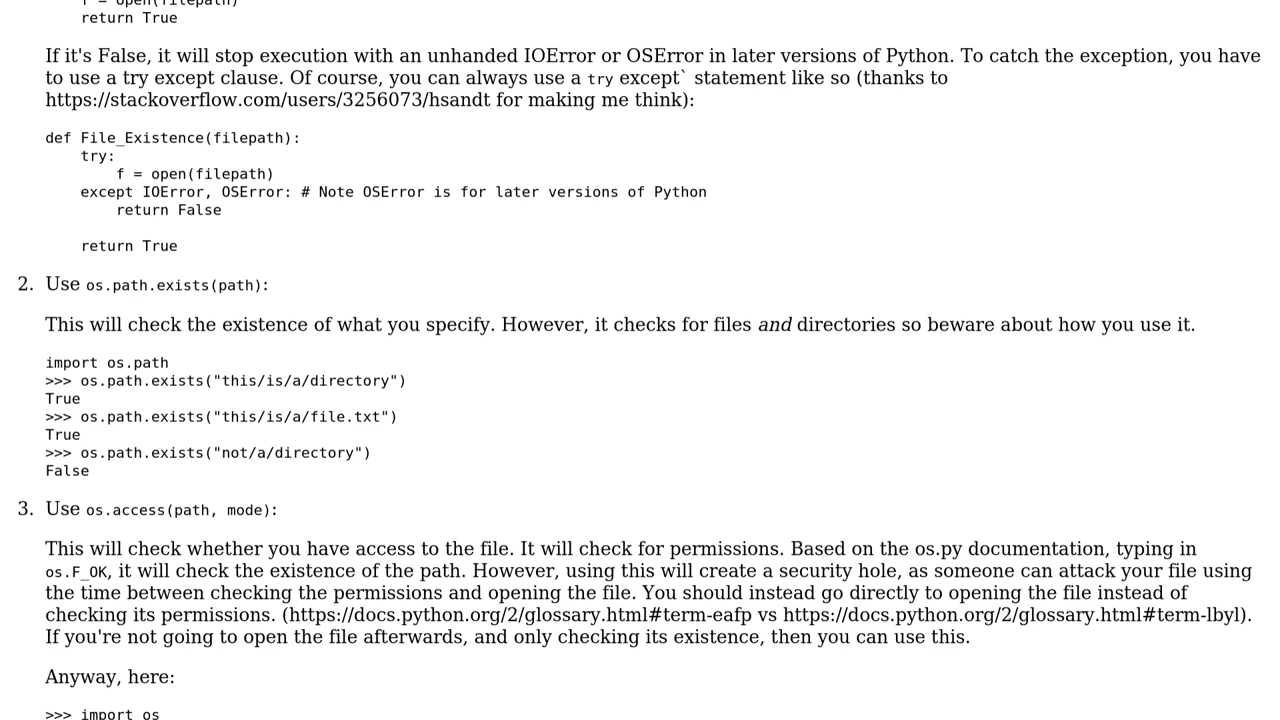 f = open(filepath)
return True
If it's False, it will stop execution with an unhanded IOError or OSError in later versions of Python. To catch the exception, you have
to use a try except clause. Of course, you can always use a try except` statement like so (thanks to
https://stackoverflow.com/users/3256073/hsandt for making me think):
def File_Existence(filepath):
    try:
        f = open(filepath)
    except IOError, OSError: # Note OSError is for later versions of Python
        return False
    return True
2. Use os.path.exists(path):
This will check the existence of what you specify. However, it checks for files and directories so beware about how you use it.
import os.path
>>> os.path.exists("this/is/a/directory")
True
>>> os.path.exists("this/is/a/file.txt")
True
>>> os.path.exists("not/a/directory")
False
3. Use os.access(path, mode):
This will check whether you have access to the file. It will check for permissions. Based on the os.py documentation, typing in
os.F_OK, it will check the existence of the path. However, using this will create a security hole, as someone can attack your file using
the time between checking the permissions and opening the file. You should instead go directly to opening the file instead of
checking its permissions. (https://docs.python.org/2/glossary.html#term-eafp vs https://docs.python.org/2/glossary.html#term-lbyl).
If you're not going to open the file afterwards, and only checking its existence, then you can use this.
Anyway, here:
>>> import os